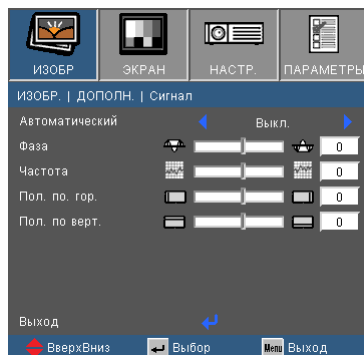 ИЗОБР ЭКРАН НАСТР. ПАРАМЕТРЫ
ИЗОБР. | ДОПОЛН. | Сигнал
Автоматический Выкл.
Фаза 0
Частота 0
Пол. по. гор. 0
Пол. по верт. 0
Выход
ВверхВниз Выбор Menu Выход